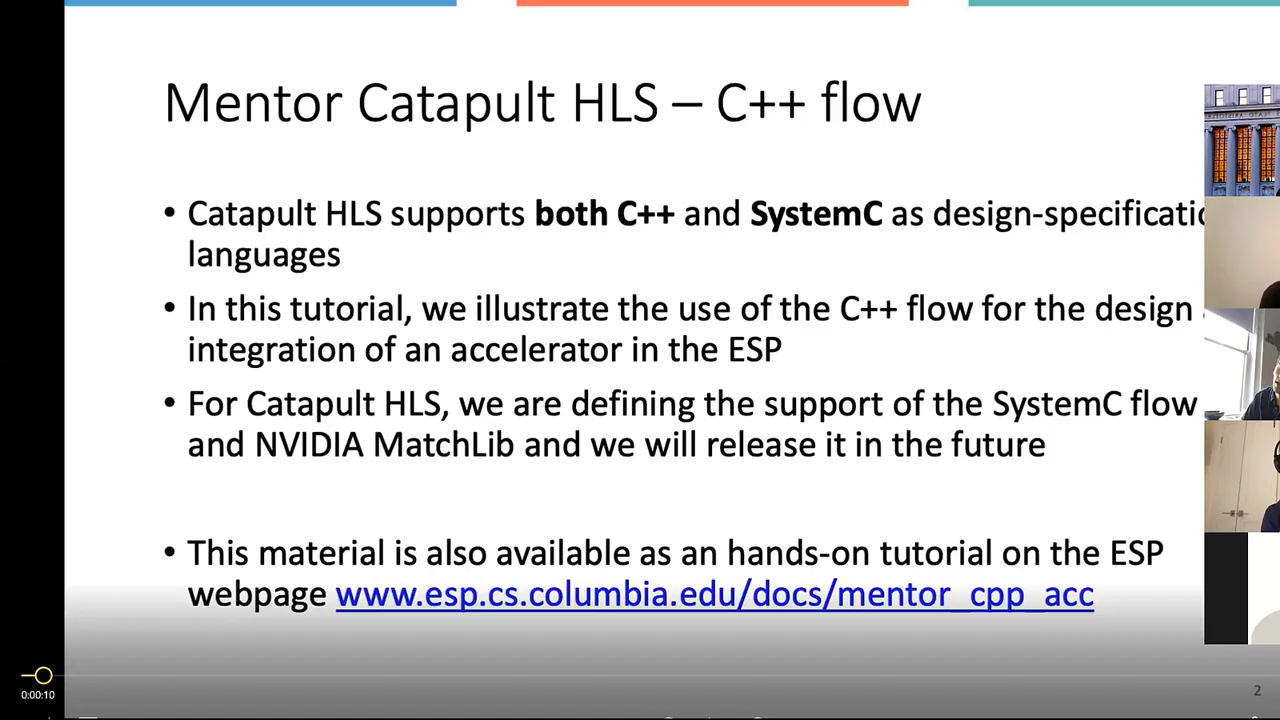 Mentor Catapult HLS – C++ flow
• Catapult HLS supports both C++ and SystemC as design-specificatio
languages
• In this tutorial, we illustrate the use of the C++ flow for the design
integration of an accelerator in the ESP
• For Catapult HLS, we are defining the support of the SystemC flow
and NVIDIA MatchLib and we will release it in the future
• This material is also available as an hands-on tutorial on the ESP
webpage www.esp.cs.columbia.edu/docs/mentor_cpp_acc
0:00:10
2